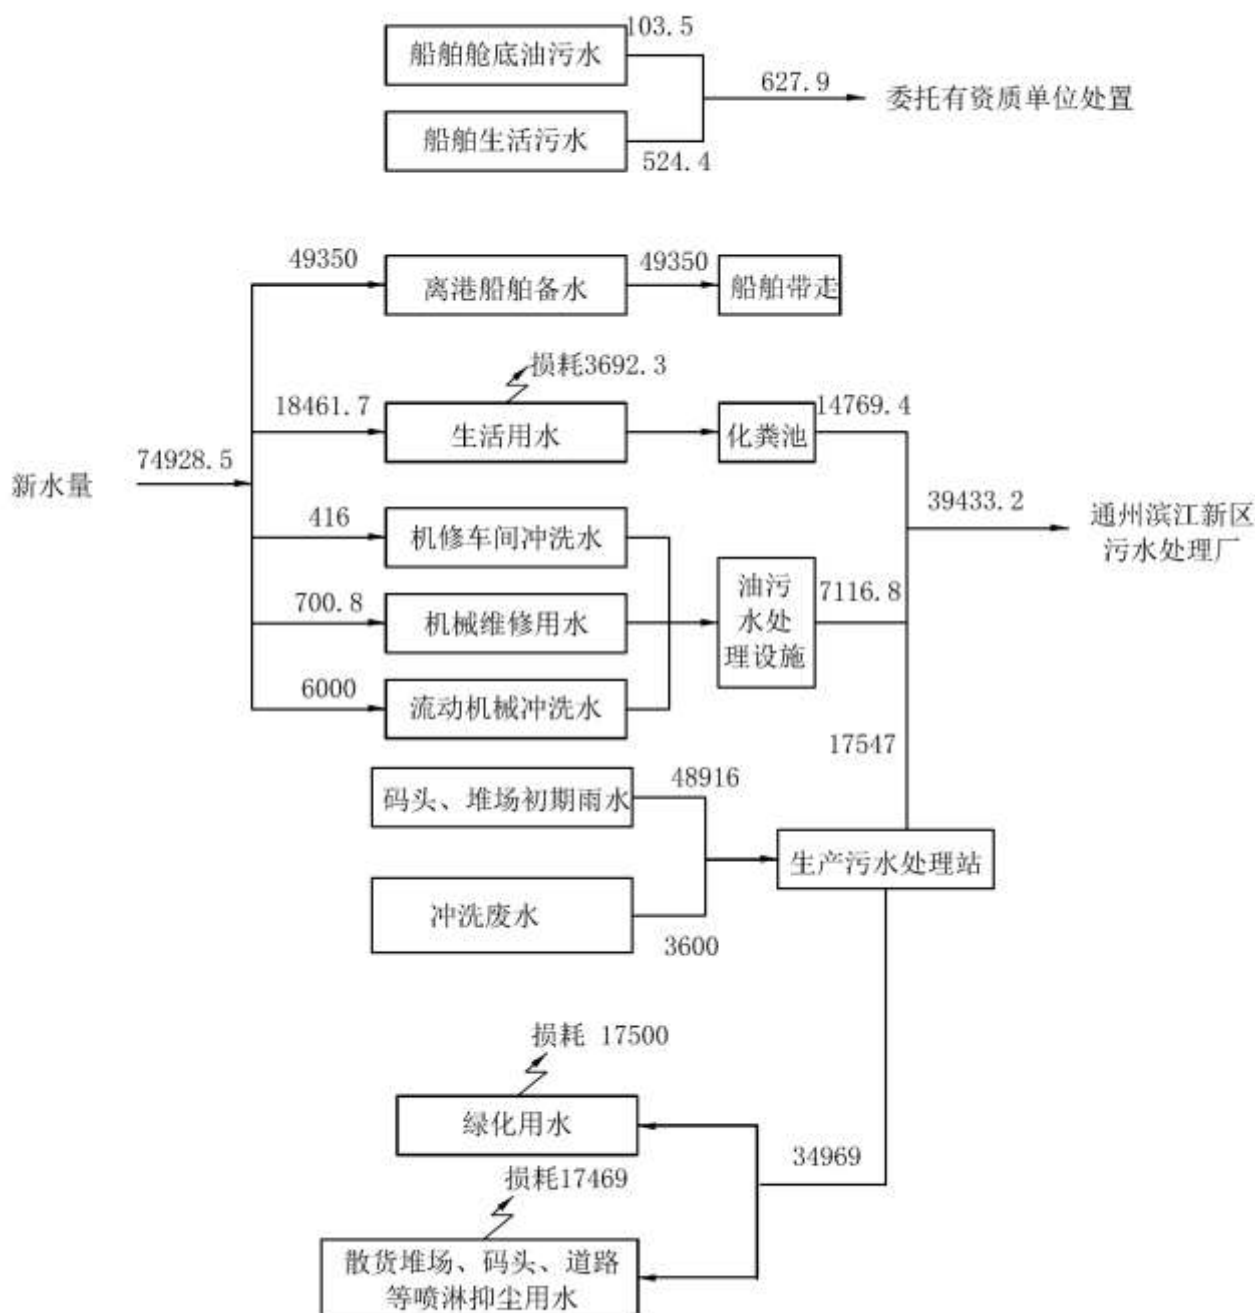 103.5
船舶舱底油污水
627.9
委托有资质单位处置
船舶生活污水
524.4
49350
离港船舶备水
49350
船舶带走
损耗3692.3
18461.7
生活用水
化粪池
14769.4
新水量
74928.5
416
机修车间冲洗水
39433.2
通州滨江新区
污水处理厂
700.8
机械维修用水
油污
水处
理设施
7116.8
6000
流动机械冲洗水
17547
码头、堆场初期雨水
48916
生产污水处理站
冲洗废水
3600
损耗 17500
绿化用水
34969
损耗17469
散货堆场、码头、道路
等喷淋抑尘用水